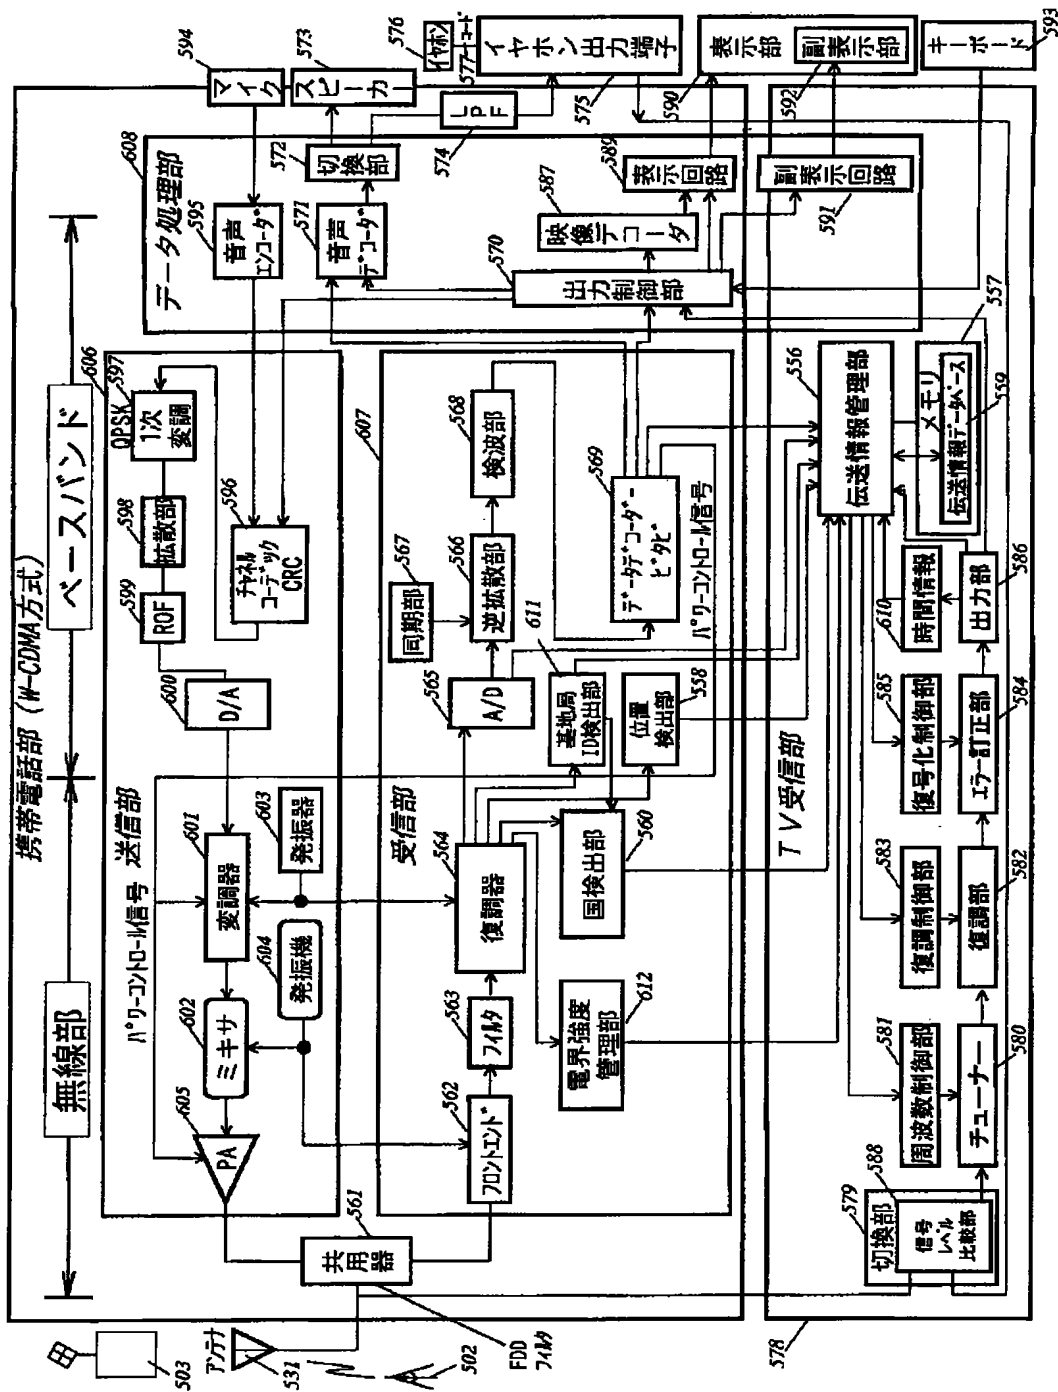 携帯電話部 (W-CDMA方式)
無線部
ベースバンド
503
アンテナ
531
502
FDD
フィルタ
共用器
561
パワーコントロール信号
送信部
606
PA
605
ミキサ
602
変調器
601
発振機
604
発振器
603
D/A
600
ROF
599
拡散部
598
QPSK
1次
変調
597
チャネル
コーデック
CRC
596
受信部
607
フロントエンド
562
フィルタ
563
復調器
564
A/D
565
逆拡散部
566
同期部
567
検波部
568
データデコーダー
ビタビ
569
パワーコントロール信号
電界強度
管理部
612
国検出部
560
基地局
ID検出部
611
位置
検出部
558
データ処理部
608
音声
エンコーダ
595
音声
デコーダ
571
切換部
572
出力制御部
570
映像デコーダ
587
表示回路
589
副表示回路
591
マイク
594
スピーカー
573
LPF
574
イヤホン
576
コード
577
イヤホン出力端子
575
表示部
590
副表示部
592
キーボード
593
TV受信部
578
切換部
579
信号
レベル
比較部
588
チューナー
580
周波数制御部
581
復調部
582
復調制御部
583
エラー訂正部
584
復号化制御部
585
出力部
586
時間情報
610
伝送情報管理部
556
メモリ
557
伝送情報データベース
559